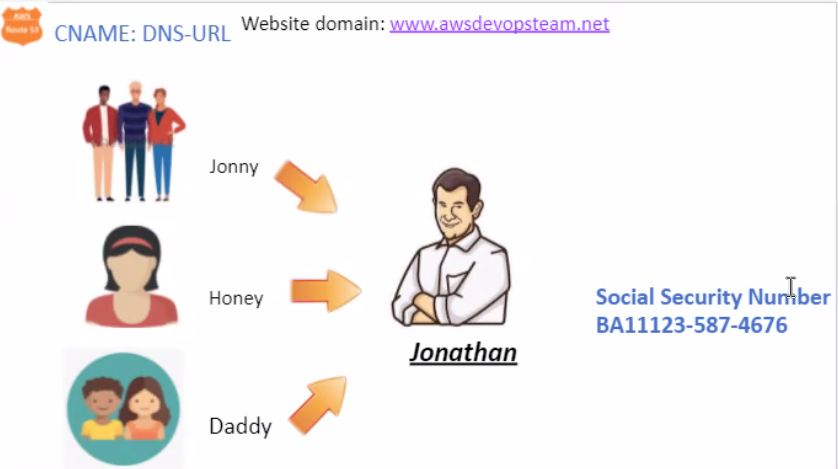 AWS
Route 53
CNAME: DNS-URL
Website domain: www.awsdevopsteam.net
Jonny
Honey
Jonathan
Social Security Number
BA11123-587-4676
Daddy